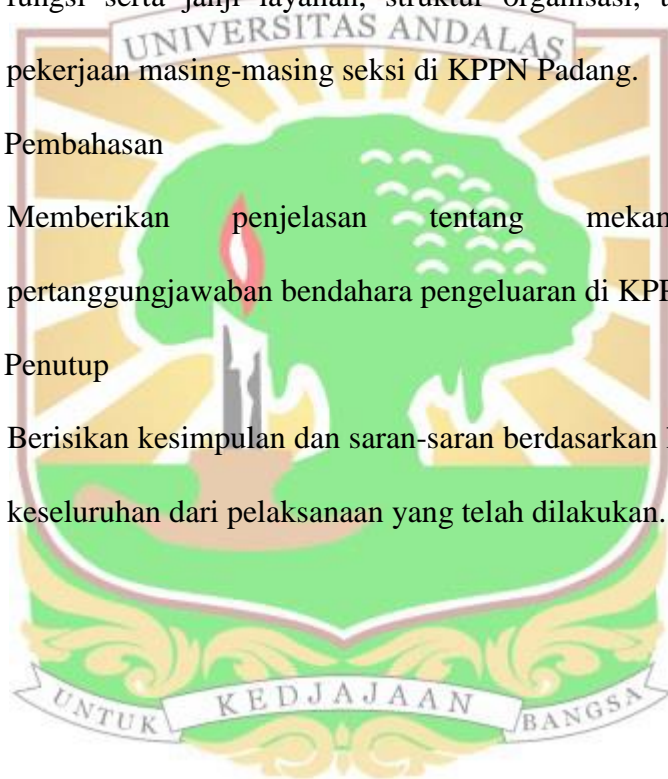 fungsi serta janji layanan, struktur organisasi,
UNIVERSITAS ANDALAS
pekerjaan masing-masing seksi di KPPN Padang.
Pembahasan
Memberikan penjelasan tentang
pertanggungjawaban bendahara pengeluaran di
Penutup
Berisikan kesimpulan dan saran-saran berdasarkan
keseluruhan dari pelaksanaan yang telah dilakukan.
UNTUK KEDJAJAAN BANGSA